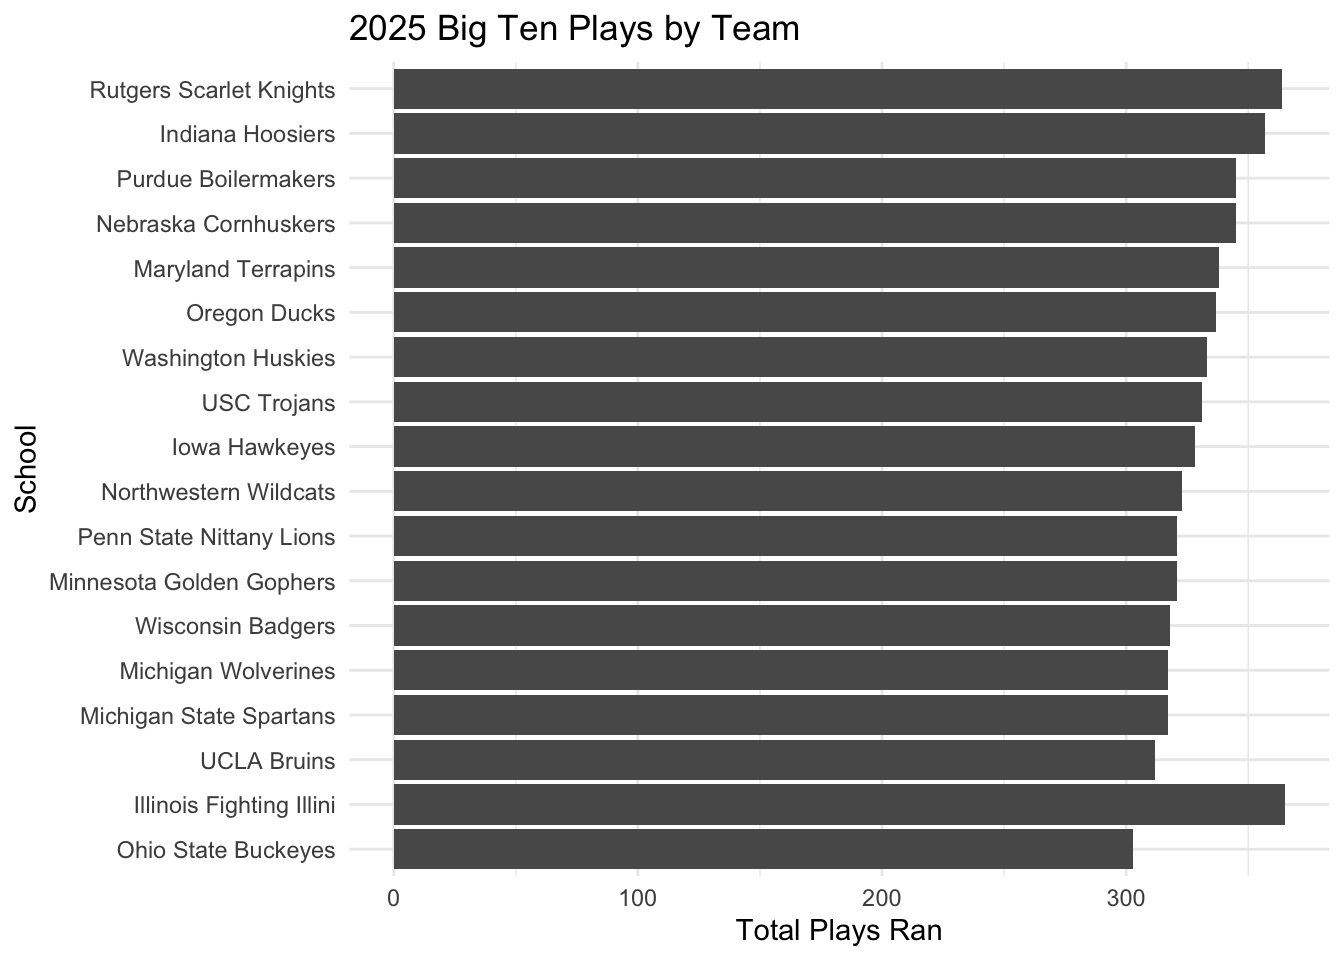 2025 Big Ten Plays by Team
Rutgers Scarlet Knights
Indiana Hoosiers
Purdue Boilermakers
Nebraska Cornhuskers
Maryland Terrapins
Oregon Ducks
Washington Huskies
USC Trojans
Iowa Hawkeyes
Northwestern Wildcats
Penn State Nittany Lions
Minnesota Golden Gophers
Wisconsin Badgers
Michigan Wolverines
Michigan State Spartans
UCLA Bruins
Illinois Fighting Illini
Ohio State Buckeyes
School
0 100 200 300
Total Plays Ran